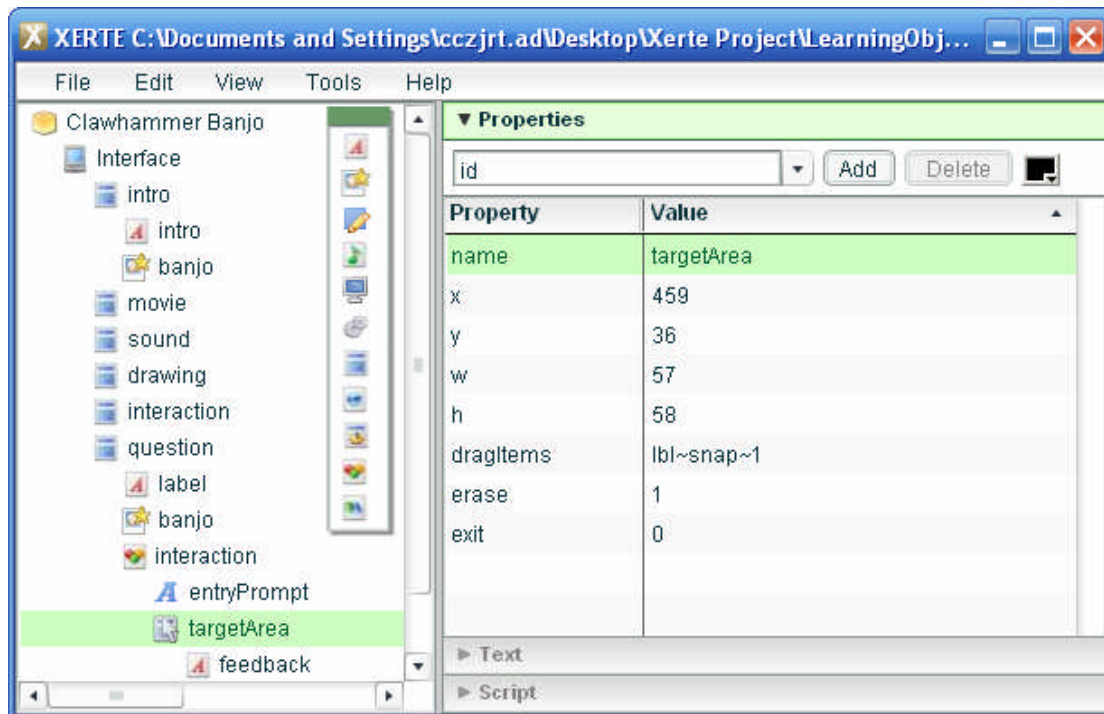 XERTE C:\Documents and Settings\cczjrt.ad\Desktop\Xerte Project\LearningObj...
File Edit View Tools Help
Clawhammer Banjo
Interface
intro
intro
banjo
movie
sound
drawing
interaction
question
label
banjo
interaction
entryPrompt
targetArea
feedback
Properties
id Add Delete
Property Value
name targetArea
x 459
y 36
w 57
h 58
dragItems lbl~snap~1
erase 1
exit 0
Text
Script